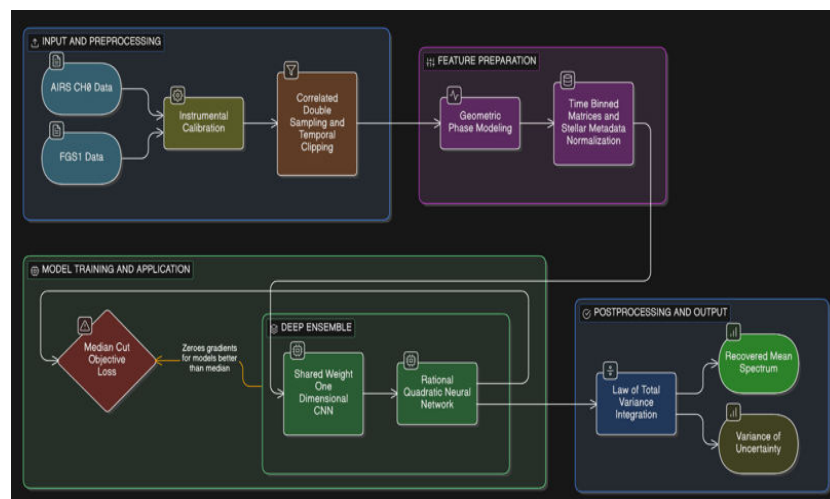 INPUT AND PREPROCESSING
AIRS CH0 Data
FGS1 Data
Instrumental
Calibration
Correlated
Double
Sampling and
Temporal
Clipping
FEATURE PREPARATION
Geometric
Phase Modeling
Time Binned
Matrices and
Stellar Metadata
Normalization
MODEL TRAINING AND APPLICATION
Median Cut
Objective
Loss
Zeroes gradients
for models better
than median
DEEP ENSEMBLE
Shared Weight
One
Dimensional
CNN
Rational
Quadratic Neural
Network
POSTPROCESSING AND OUTPUT
Law of Total
Variance
Integration
Recovered Mean
Spectrum
Variance of
Uncertainty